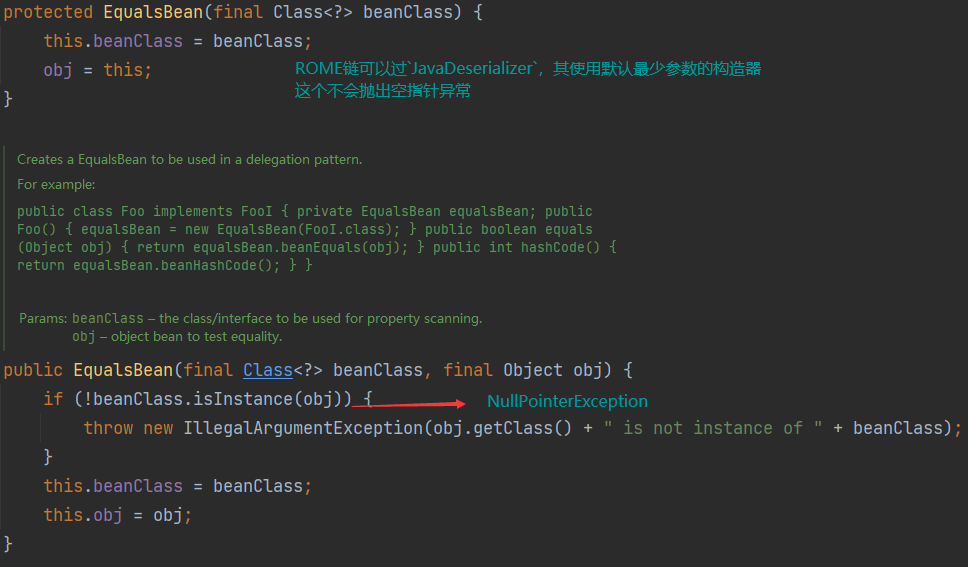 protected EqualsBean(final Class<?> beanClass) {
this.beanClass = beanClass;
obj = this;
ROME链可以过`JavaDeserializer`，其使用默认最少参数的构造器
这个不会抛出空指针异常
}
Creates a EqualsBean to be used in a delegation pattern.
For example:
public class Foo implements FooI { private EqualsBean equalsBean; public
Foo() { equalsBean = new EqualsBean(FooI.class); } public boolean equals
(Object obj) { return equalsBean.beanEquals(obj); } public int hashCode() {
return equalsBean.beanHashCode(); } }
Params: beanClass – the class/interface to be used for property scanning.
obj – object bean to test equality.
public EqualsBean(final Class<?> beanClass, final Object obj) {
if (!beanClass.isInstance(obj)) {
NullPointerException
throw new IllegalArgumentException(obj.getClass() + " is not instance of " + beanClass);
}
this.beanClass = beanClass;
this.obj = obj;
}